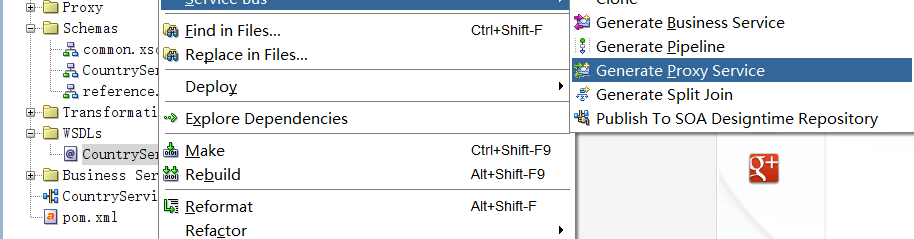 Proxy
Schemas
common.xs
CountrySer
reference.
Transformati
WSDLs
CountrySe
Business Ser
CountryServi
pom.xml
Service Bus
Find in Files... Ctrl+Shift-F
Replace in Files...
Deploy
Explore Dependencies
Make Ctrl+Shift-F9
Rebuild Alt+Shift-F9
Reformat Alt+Shift-F
Refactor
Clone
Generate Business Service
Generate Pipeline
Generate Proxy Service
Generate Split Join
Publish To SOA Designtime Repository
g+